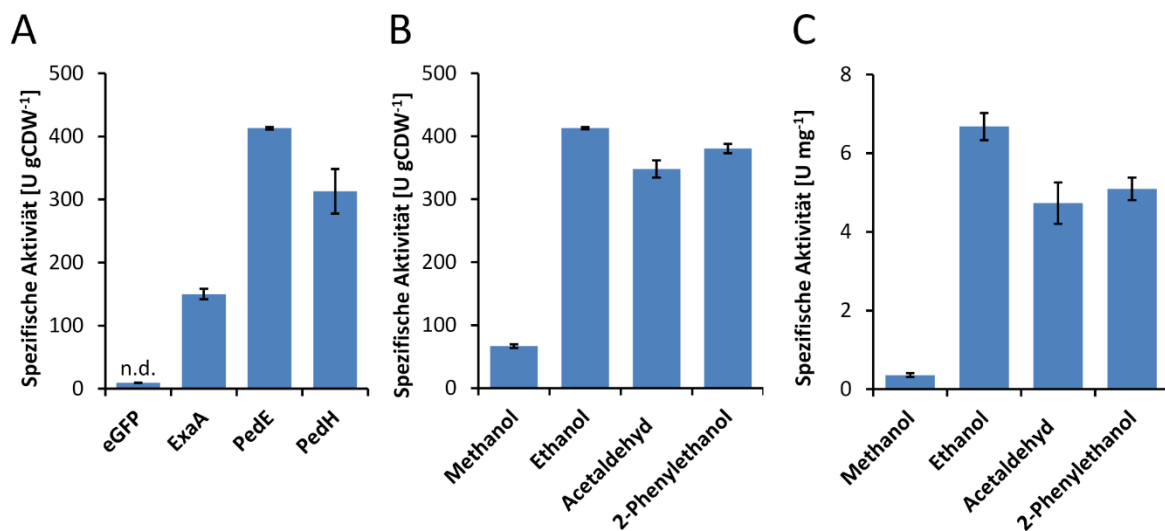 A
Spezifische Aktiviät [U gCDW-1]
500
400
300
200
100
0
n.d.
eGFP
ExaA
PedE
PedH
B
Spezifische Aktivität [U gCDW-1]
500
400
300
200
100
0
Methanol
Ethanol
Acetaldehyd
2-Phenylethanol
C
Spezifische Aktivität [U mg-1]
8
6
4
2
0
Methanol
Ethanol
Acetaldehyd
2-Phenylethanol